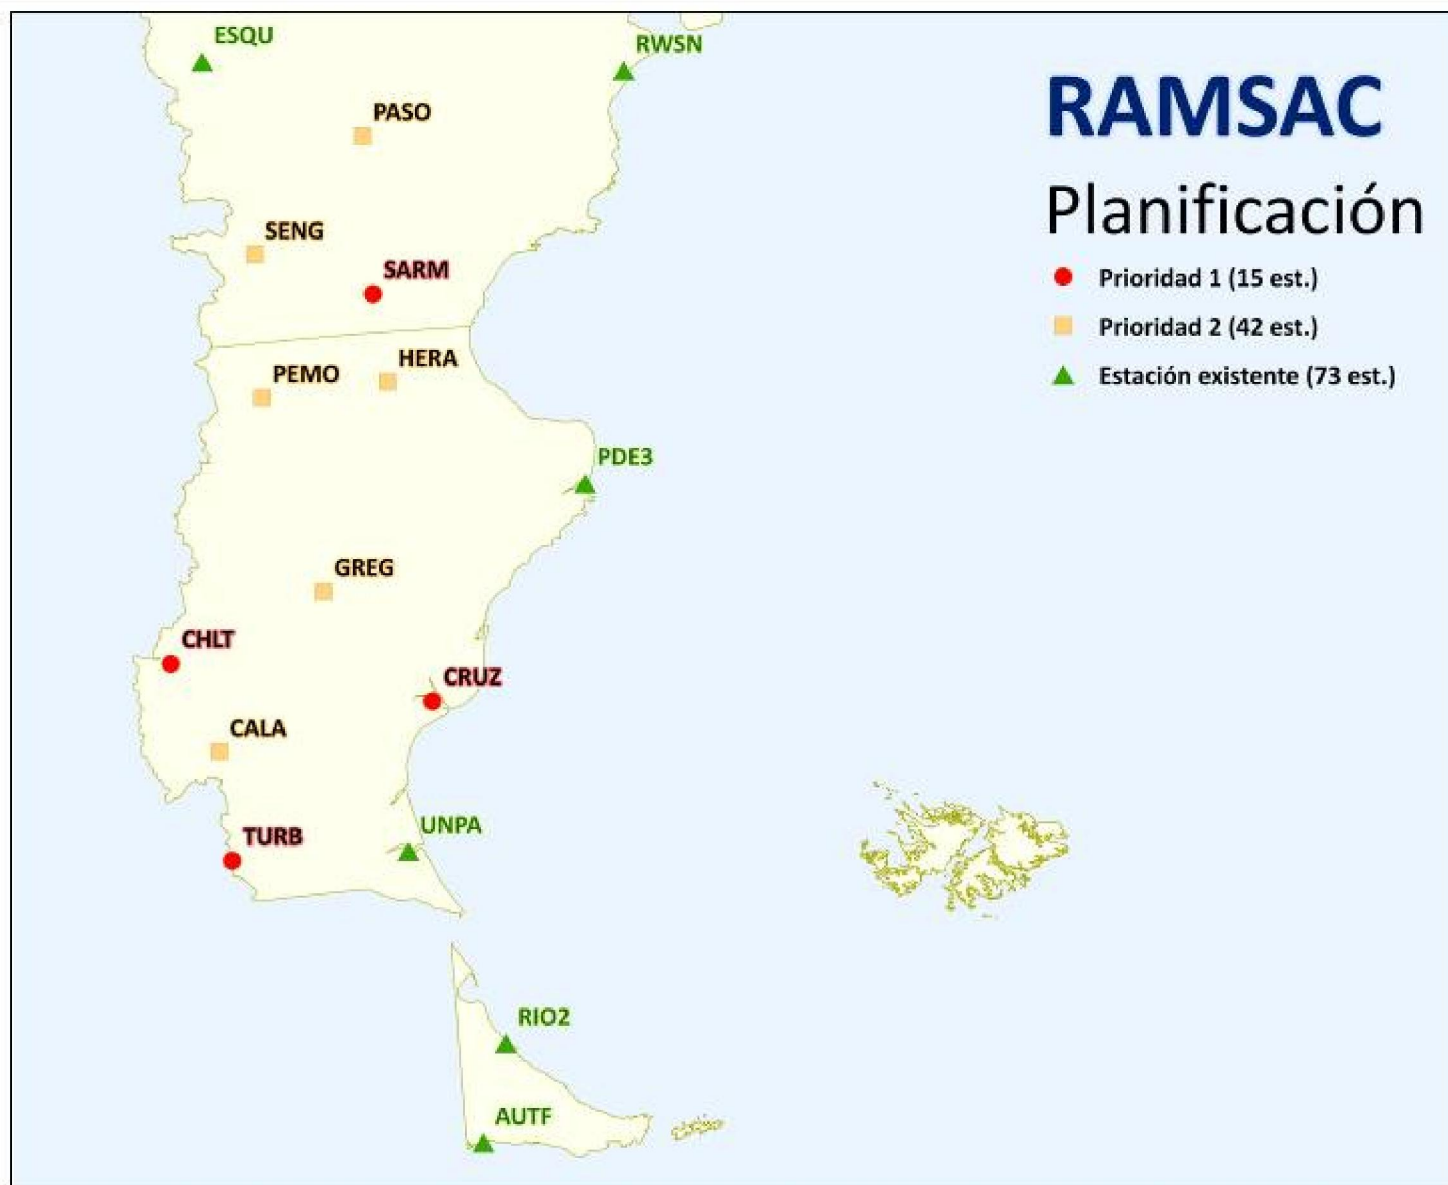 ESQU
RWSN
RAMSAC
PASO
Planificación
SENG
SARM
Prioridad 1 (15 est.)
Prioridad 2 (42 est.)
HERA
PEMO
Estación existente (73 est.)
PDE3
GREG
CHLT
CRUZ
CALA
UNPA
TURB
RIO2
AUTF